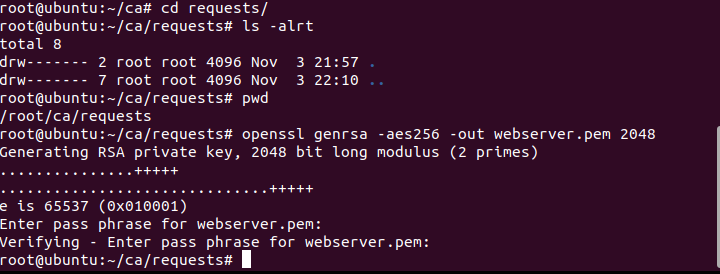 root@ubuntu:~/ca# cd requests/
root@ubuntu:~/ca/requests# ls -alrt
total 8
drw------- 2 root root 4096 Nov  3 21:57 .
drw------- 7 root root 4096 Nov  3 22:10 ..
root@ubuntu:~/ca/requests# pwd
/root/ca/requests
root@ubuntu:~/ca/requests# openssl genrsa -aes256 -out webserver.pem 2048
Generating RSA private key, 2048 bit long modulus (2 primes)
...............+++++
..............................+++++
e is 65537 (0x010001)
Enter pass phrase for webserver.pem:
Verifying - Enter pass phrase for webserver.pem:
root@ubuntu:~/ca/requests#